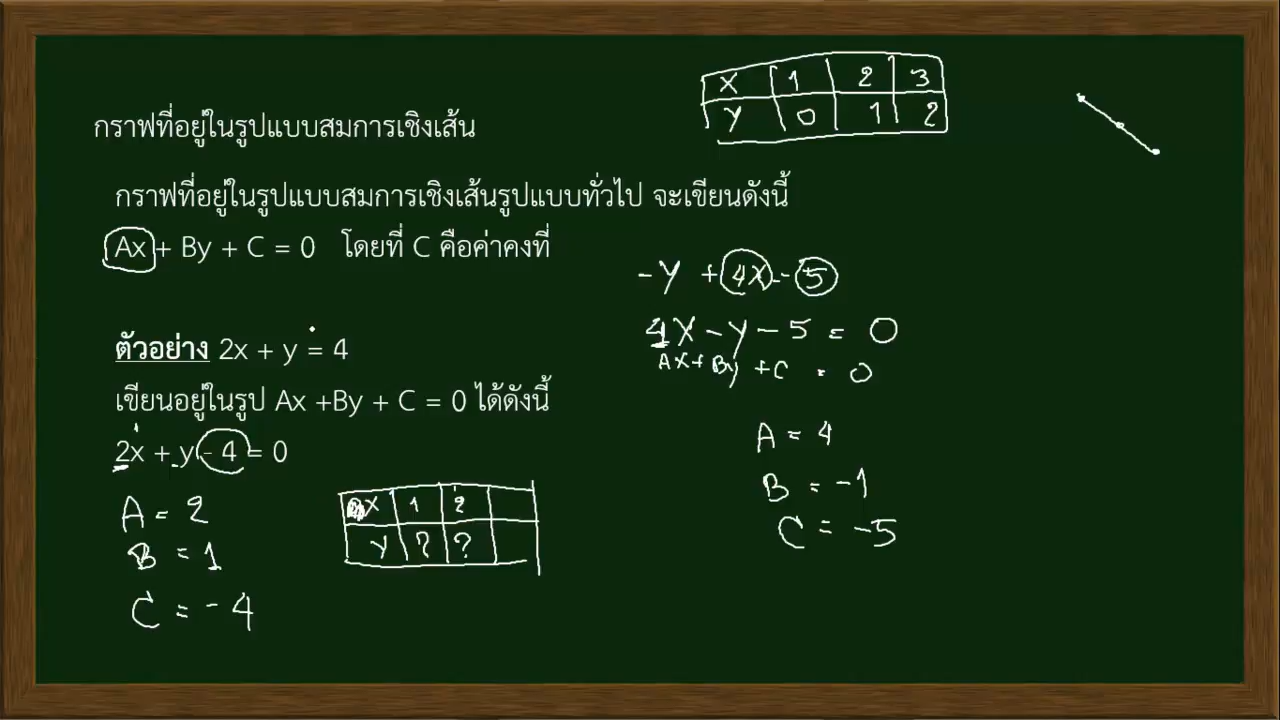 กราฟที่อยู่ในรูปแบบสมการเชิงเส้น
กราฟที่อยู่ในรูปแบบสมการเชิงเส้นรูปแบบทั่วไป จะเขียนดังนี้
Ax + By + C = 0 โดยที่ C คือค่าคงที่
ตัวอย่าง 2x + y = 4
เขียนอยู่ในรูป Ax +By + C = 0 ได้ดังนี้
2x + y - 4 = 0
A = 2
B = 1
C = -4
X 1 2
y ? ?
X 1 2 3
y 0 1 2
-y + 4x - 5
4x - y - 5 = 0
Ax + By + C = 0
A = 4
B = -1
C = -5